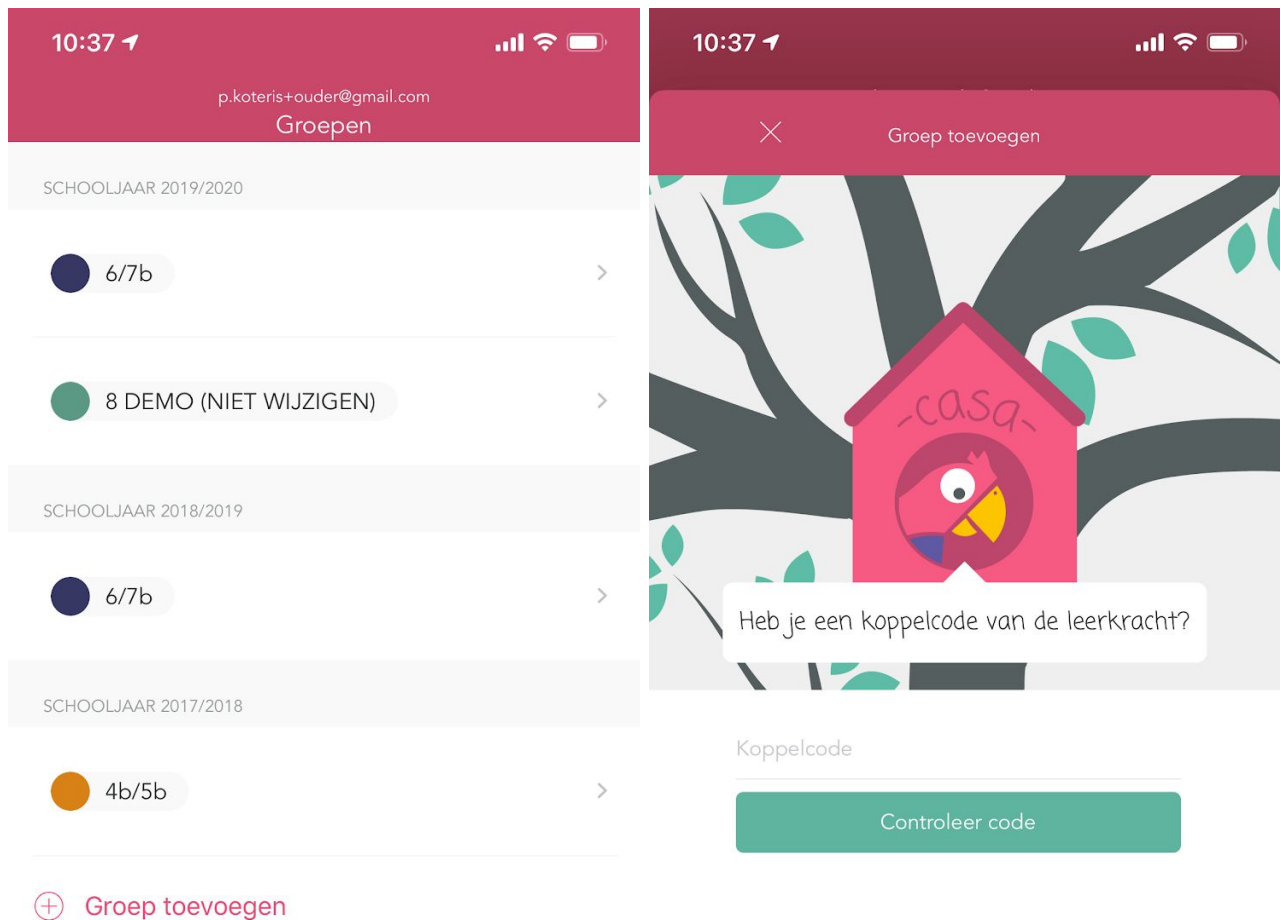 10:37
p.koteris+ouder@gmail.com
Groepen
SCHOOLJAAR 2019/2020
6/7b
8 DEMO (NIET WIJZIGEN)
SCHOOLJAAR 2018/2019
6/7b
SCHOOLJAAR 2017/2018
4b/5b
Groep toevoegen
10:37
Groep toevoegen
-casa-
Heb je een koppelcode van de leerkracht?
Koppelcode
Controleer code